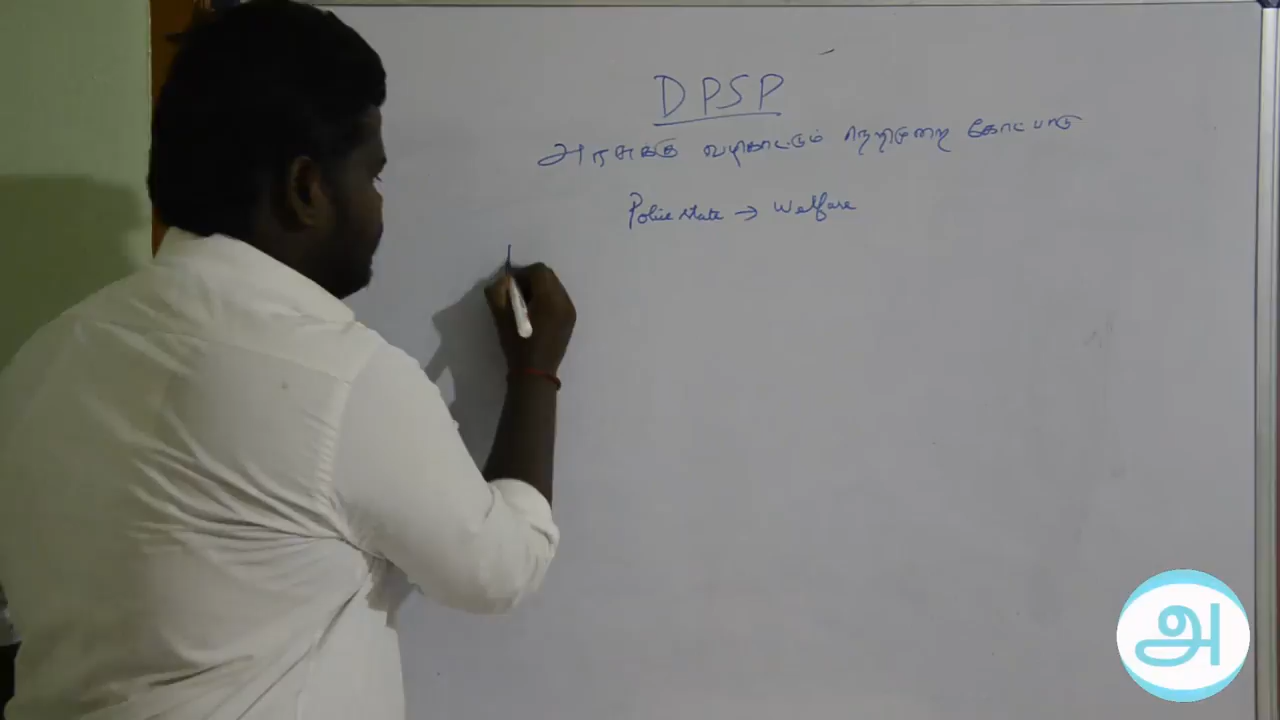 DPSP
அரசுக்கு வழிகாட்டும் நெறிமுறை கோட்பாடு
Police state → Welfare
அ